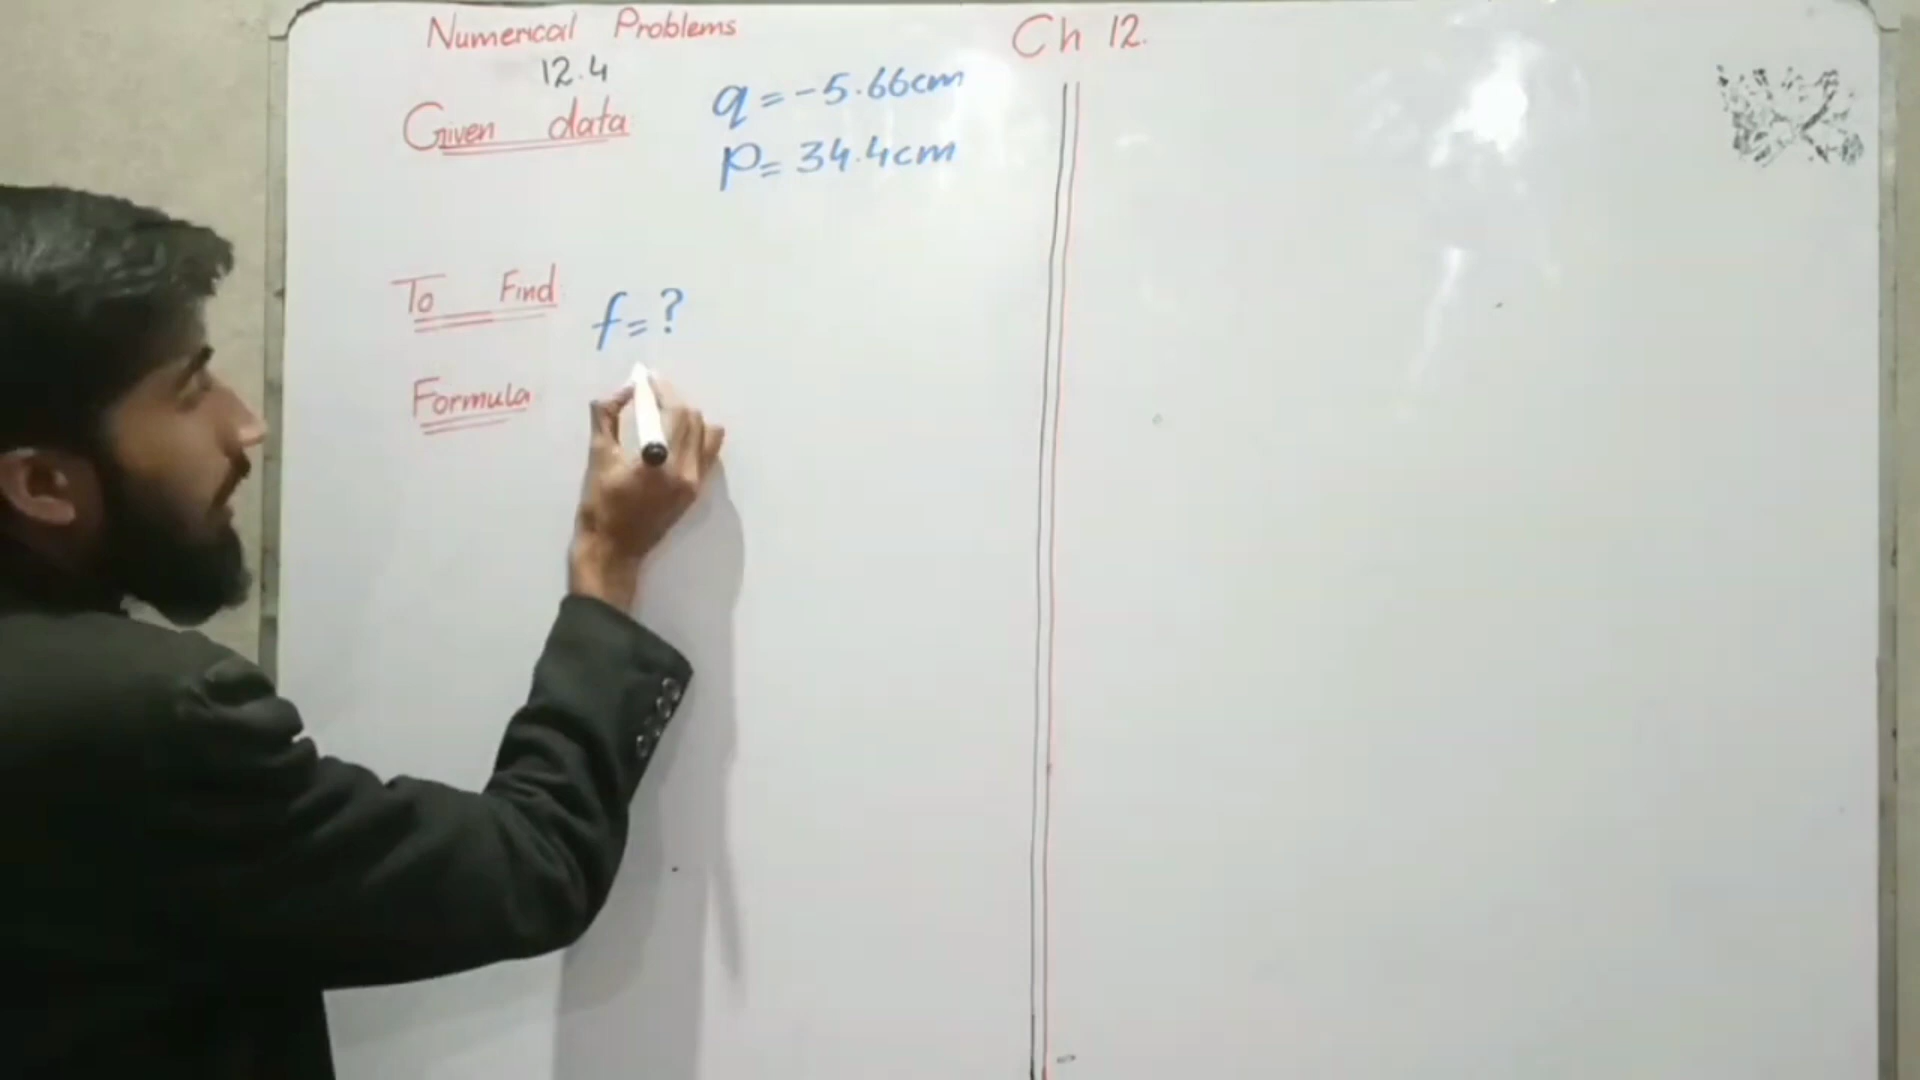 Numerical Problems
Ch 12.
12.4
Given data
q = -5.66cm
p = 34.4cm
To Find
f = ?
Formula